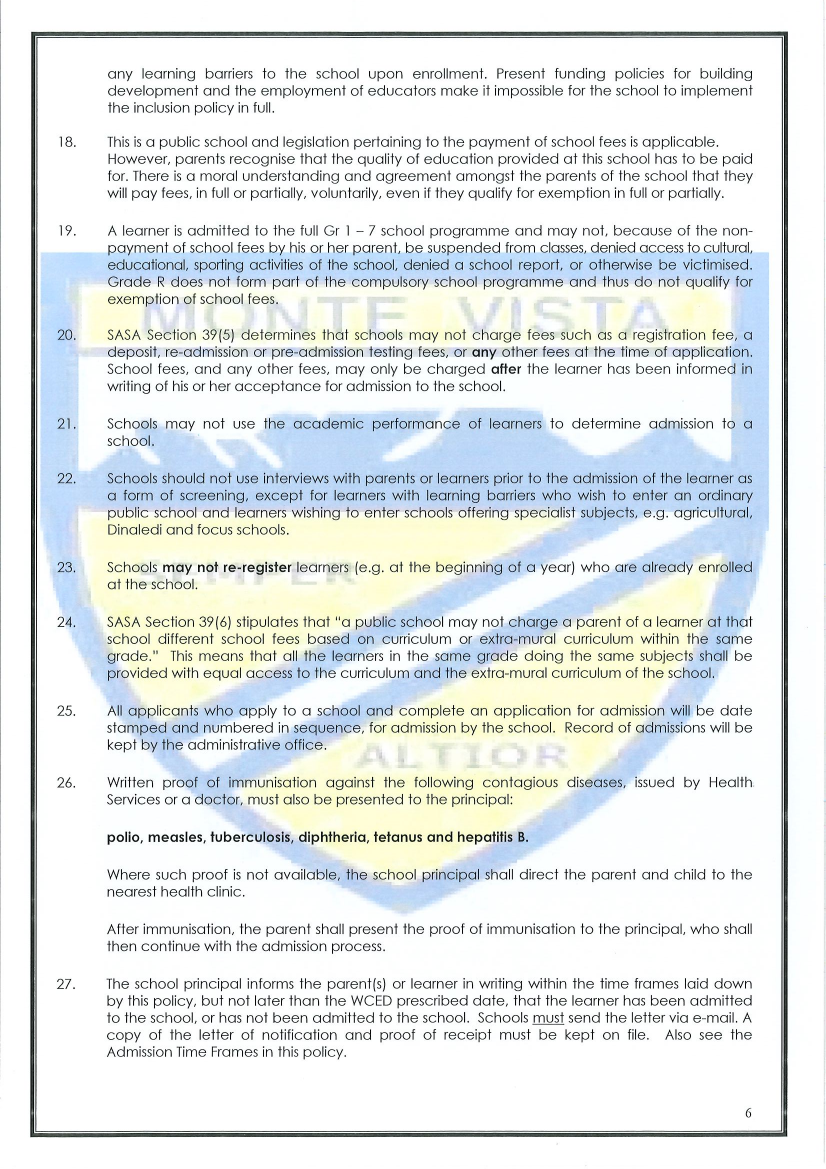 any learning barriers to the school upon enrollment. Present funding policies for building
development and the employment of educators make it impossible for the school to implement
the inclusion policy in full.
18. This is a public school and legislation pertaining to the payment of school fees is applicable.
However, parents recognise that the quality of education provided at this school has to be paid
for. There is a moral understanding and agreement amongst the parents of the school that they
will pay fees, in full or partially, voluntarily, even if they qualify for exemption in full or partially.
19. A learner is admitted to the full Gr 1 – 7 school programme and may not, because of the non-
payment of school fees by his or her parent, be suspended from classes, denied access to cultural,
educational, sporting activities of the school, denied a school report, or otherwise be victimised.
Grade R does not form part of the compulsory school programme and thus do not qualify for
exemption of school fees.
MONTE VISTA
20. SASA Section 39(5) determines that schools may not charge fees such as a registration fee, a
deposit, re-admission or pre-admission testing fees, or any other fees at the time of application.
School fees, and any other fees, may only be charged after the learner has been informed in
writing of his or her acceptance for admission to the school.
21. Schools may not use the academic performance of learners to determine admission to a
school.
22. Schools should not use interviews with parents or learners prior to the admission of the learner as
a form of screening, except for learners with learning barriers who wish to enter an ordinary
public school and learners wishing to enter schools offering specialist subjects, e.g. agricultural,
Dinaledi and focus schools.
23. Schools may not re-register learners (e.g. at the beginning of a year) who are already enrolled
at the school.
SEMPER
24. SASA Section 39(6) stipulates that "a public school may not charge a parent of a learner at that
school different school fees based on curriculum or extra-mural curriculum within the same
grade." This means that all the learners in the same grade doing the same subjects shall be
provided with equal access to the curriculum and the extra-mural curriculum of the school.
25. All applicants who apply to a school and complete an application for admission will be date
stamped and numbered in sequence, for admission by the school. Record of admissions will be
kept by the administrative office.
ALTIOR
26. Written proof of immunisation against the following contagious diseases, issued by Health
Services or a doctor, must also be presented to the principal:
polio, measles, tuberculosis, diphtheria, tetanus and hepatitis B.
Where such proof is not available, the school principal shall direct the parent and child to the
nearest health clinic.
After immunisation, the parent shall present the proof of immunisation to the principal, who shall
then continue with the admission process.
27. The school principal informs the parent(s) or learner in writing within the time frames laid down
by this policy, but not later than the WCED prescribed date, that the learner has been admitted
to the school, or has not been admitted to the school. Schools must send the letter via e-mail. A
copy of the letter of notification and proof of receipt must be kept on file. Also see the
Admission Time Frames in this policy.
6